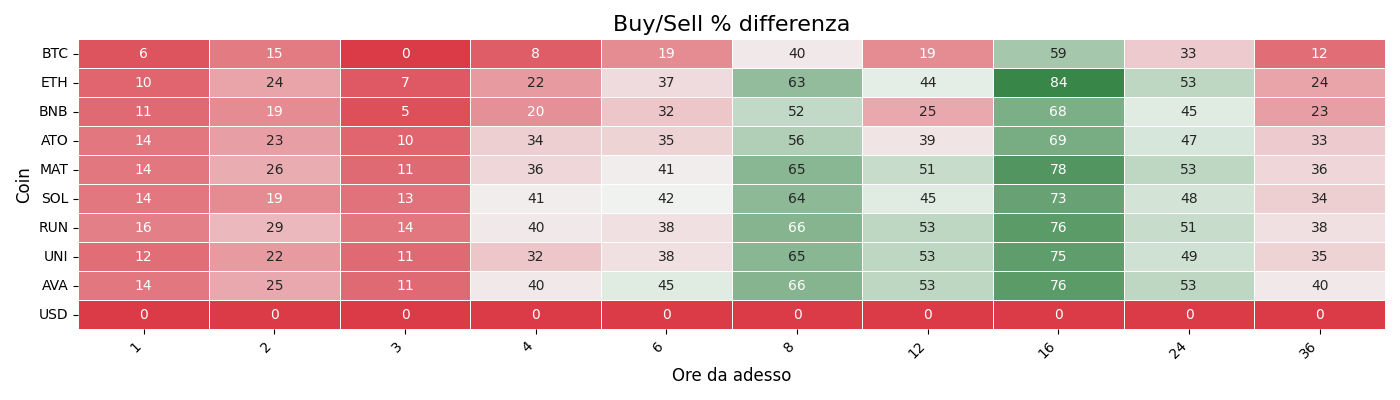 Buy/Sell % differenza
Coin
BTC 6 15 0 8 19 40 19 59 33 12
ETH 10 24 7 22 37 63 44 84 53 24
BNB 11 19 5 20 32 52 25 68 45 23
ATO 14 23 10 34 35 56 39 69 47 33
MAT 14 26 11 36 41 65 51 78 53 36
SOL 14 19 13 41 42 64 45 73 48 34
RUN 16 29 14 40 38 66 53 76 51 38
UNI 12 22 11 32 38 65 53 75 49 35
AVA 14 25 11 40 45 66 53 76 53 40
USD 0 0 0 0 0 0 0 0 0 0
1 2 3 4 6 8 12 16 24 36
Ore da adesso